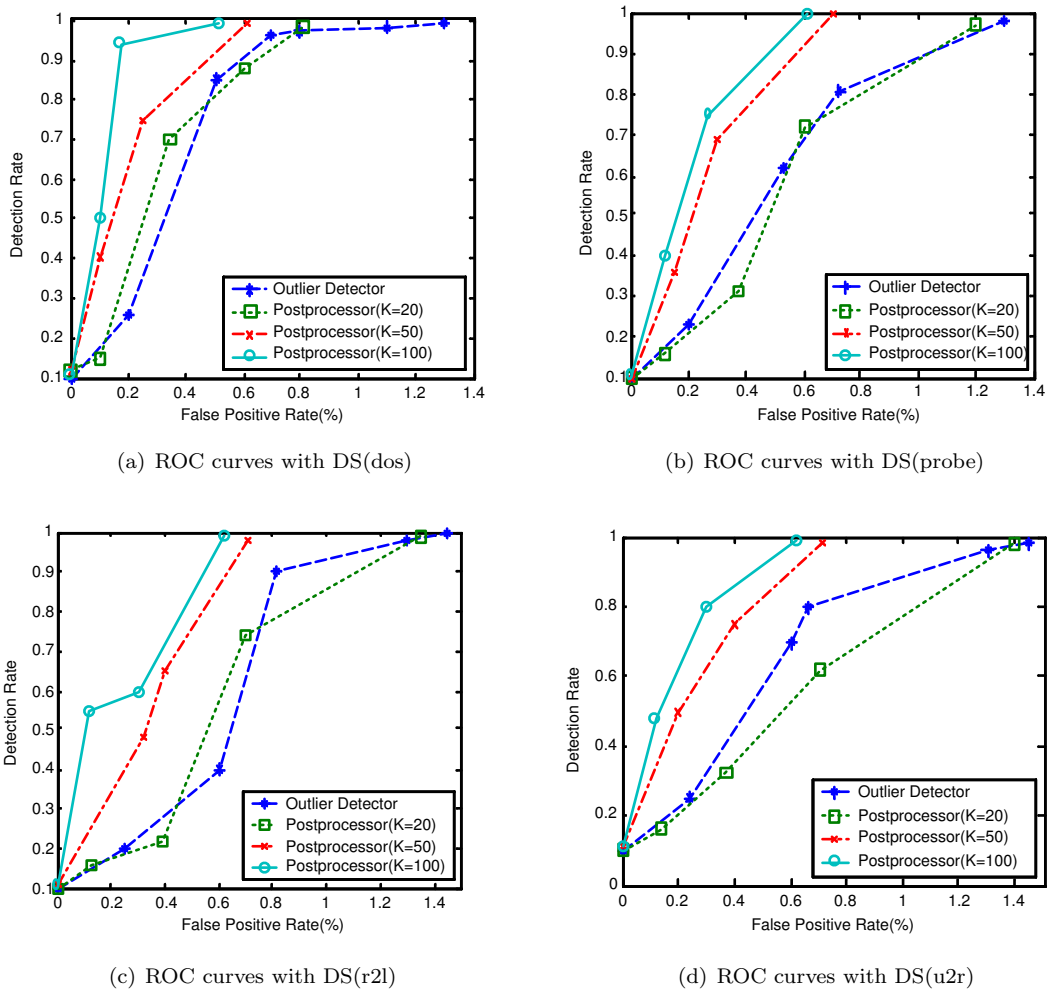 1
0.9
0.8
0.7
0.6
0.5
0.4
0.3
0.2
0.1
Detection Rate
Outlier Detector
Postprocessor(K=20)
Postprocessor(K=50)
Postprocessor(K=100)
0 0.2 0.4 0.6 0.8 1 1.2 1.4
False Positive Rate(%)
(a) ROC curves with DS(dos)
1
0.9
0.8
0.7
0.6
0.5
0.4
0.3
0.2
0.1
Detection Rate
Outlier Detector
Postprocessor(K=20)
Postprocessor(K=50)
Postprocessor(K=100)
0 0.2 0.4 0.6 0.8 1 1.2 1.4
False Positive Rate(%)
(b) ROC curves with DS(probe)
1
0.9
0.8
0.7
0.6
0.5
0.4
0.3
0.2
0.1
Detection Rate
Outlier Detector
Postprocessor(K=20)
Postprocessor(K=50)
Postprocessor(K=100)
0 0.2 0.4 0.6 0.8 1 1.2 1.4
False Positive Rate(%)
(c) ROC curves with DS(r2l)
1
0.8
0.6
0.4
0.2
0
Detection Rate
Outlier Detector
Postprocessor(K=20)
Postprocessor(K=50)
Postprocessor(K=100)
0 0.2 0.4 0.6 0.8 1 1.2 1.4
False Positive Rate(%)
(d) ROC curves with DS(u2r)